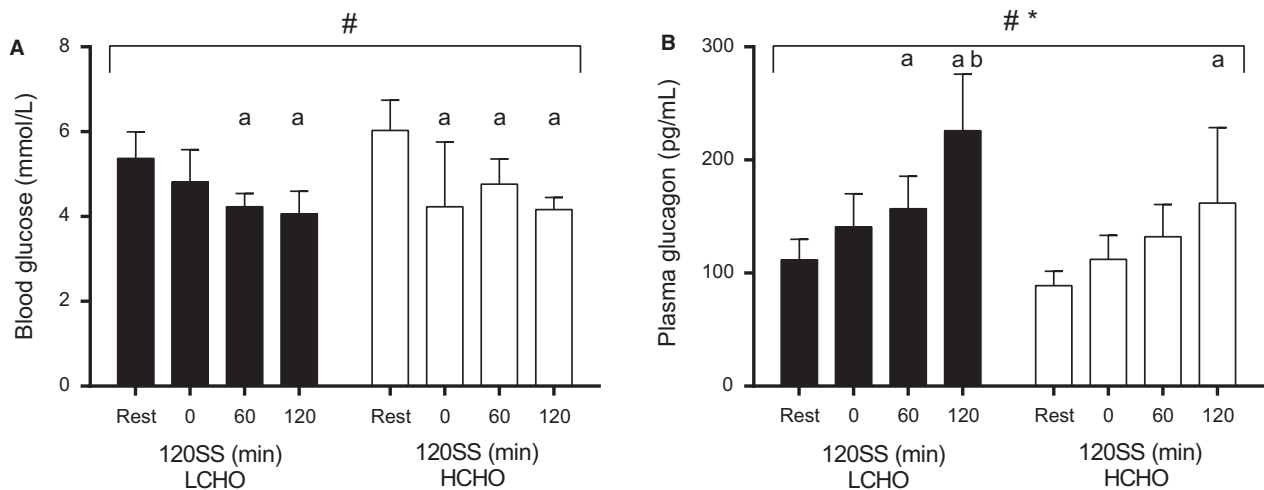 A
#
8
6
4
2
0
Blood glucose (mmol/L)
a a a a a
Rest 0 60 120 Rest 0 60 120
120SS (min) 120SS (min)
LCHO HCHO
B
# *
300
200
100
0
Plasma glucagon (pg/mL)
a a b a
Rest 0 60 120 Rest 0 60 120
120SS (min) 120SS (min)
LCHO HCHO